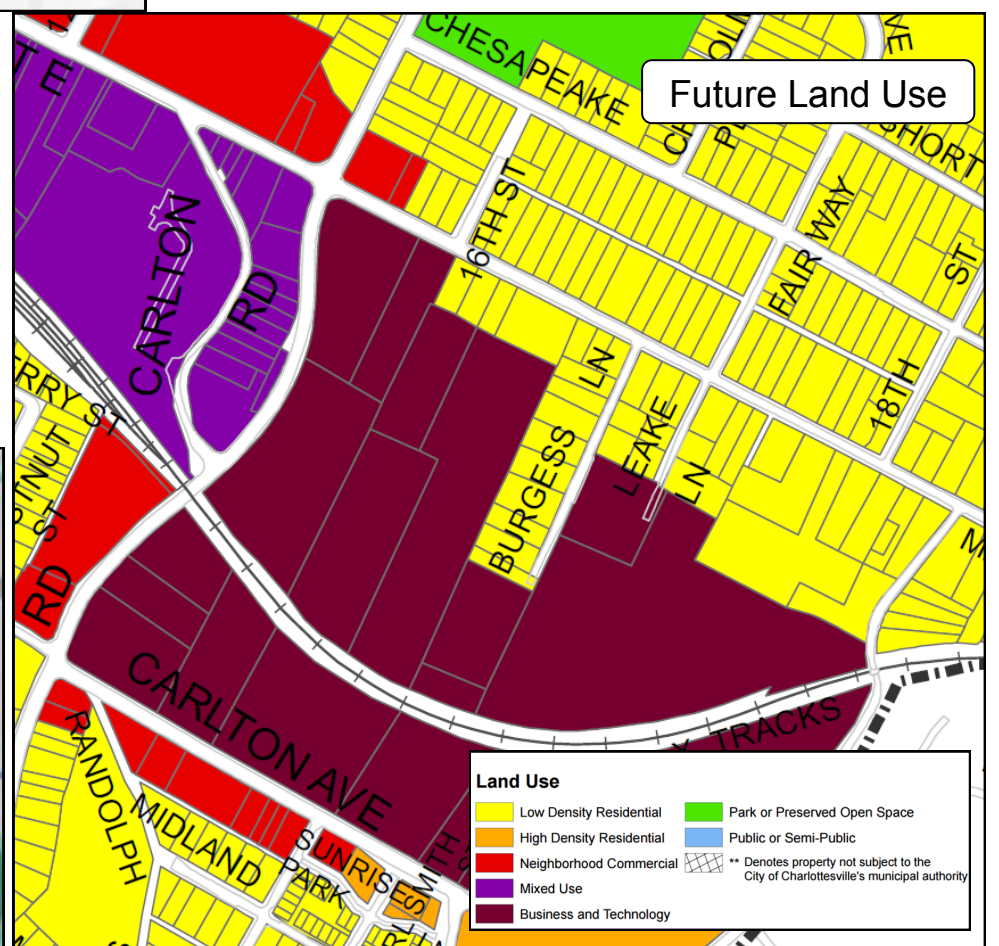 CHESAPEAKE
Future Land Use
SHORT
16TH ST
FAIR WAY
ST
CARLTON
RD
18TH
BURGESS
LN
LEAKE
LN
ST
RD
CARLTON AVE
TRACKS
RANDOLPH
MIDLAND
SUNRISE
PARK
Land Use
Low Density Residential
High Density Residential
Neighborhood Commercial
Mixed Use
Business and Technology
Park or Preserved Open Space
Public or Semi-Public
** Denotes property not subject to the
City of Charlottesville's municipal authority